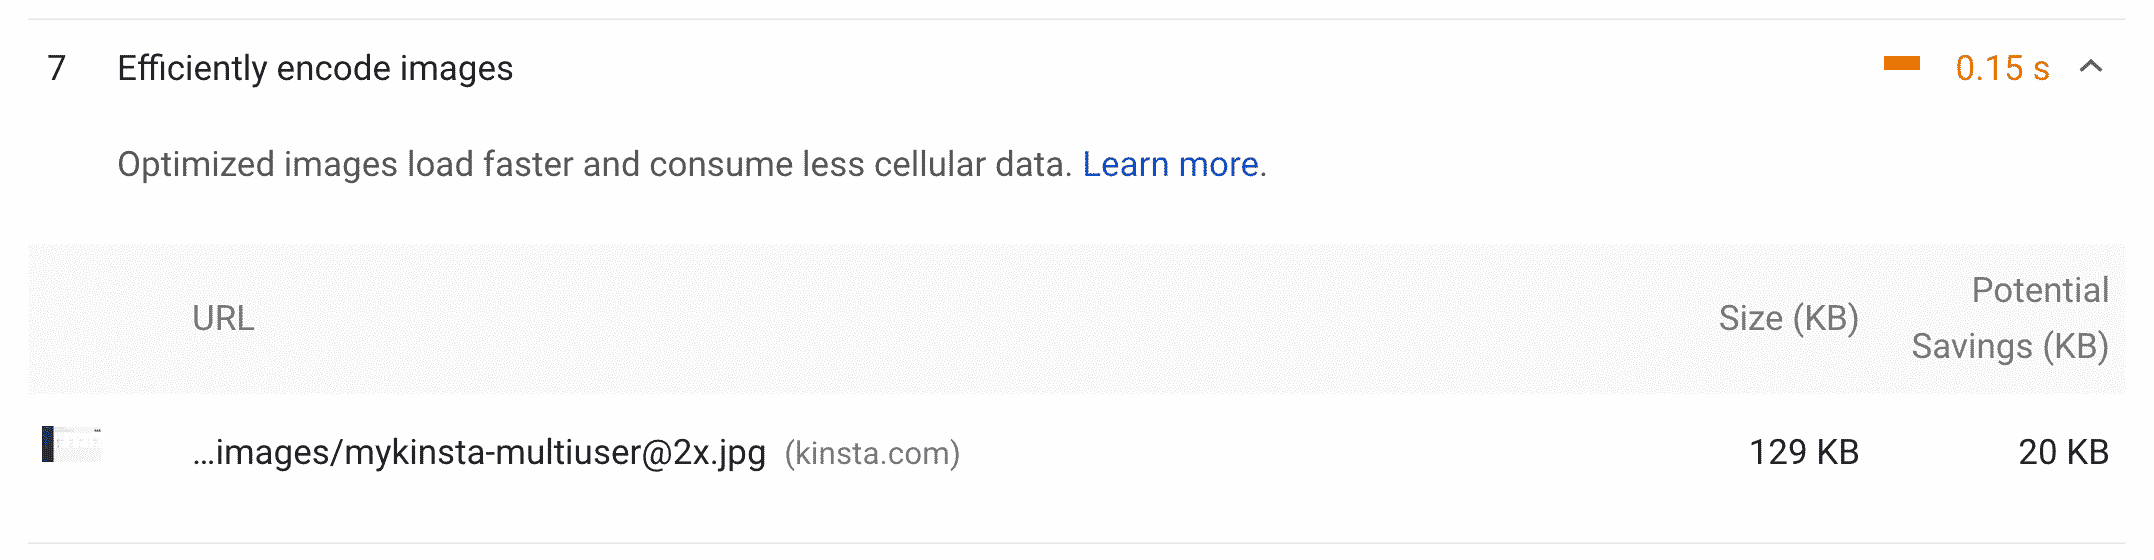 7 Efficiently encode images 0.15 s
Optimized images load faster and consume less cellular data. Learn more.
URL Size (KB) Potential Savings (KB)
...images/mykinsta-multiuser@2x.jpg (kinsta.com) 129 KB 20 KB